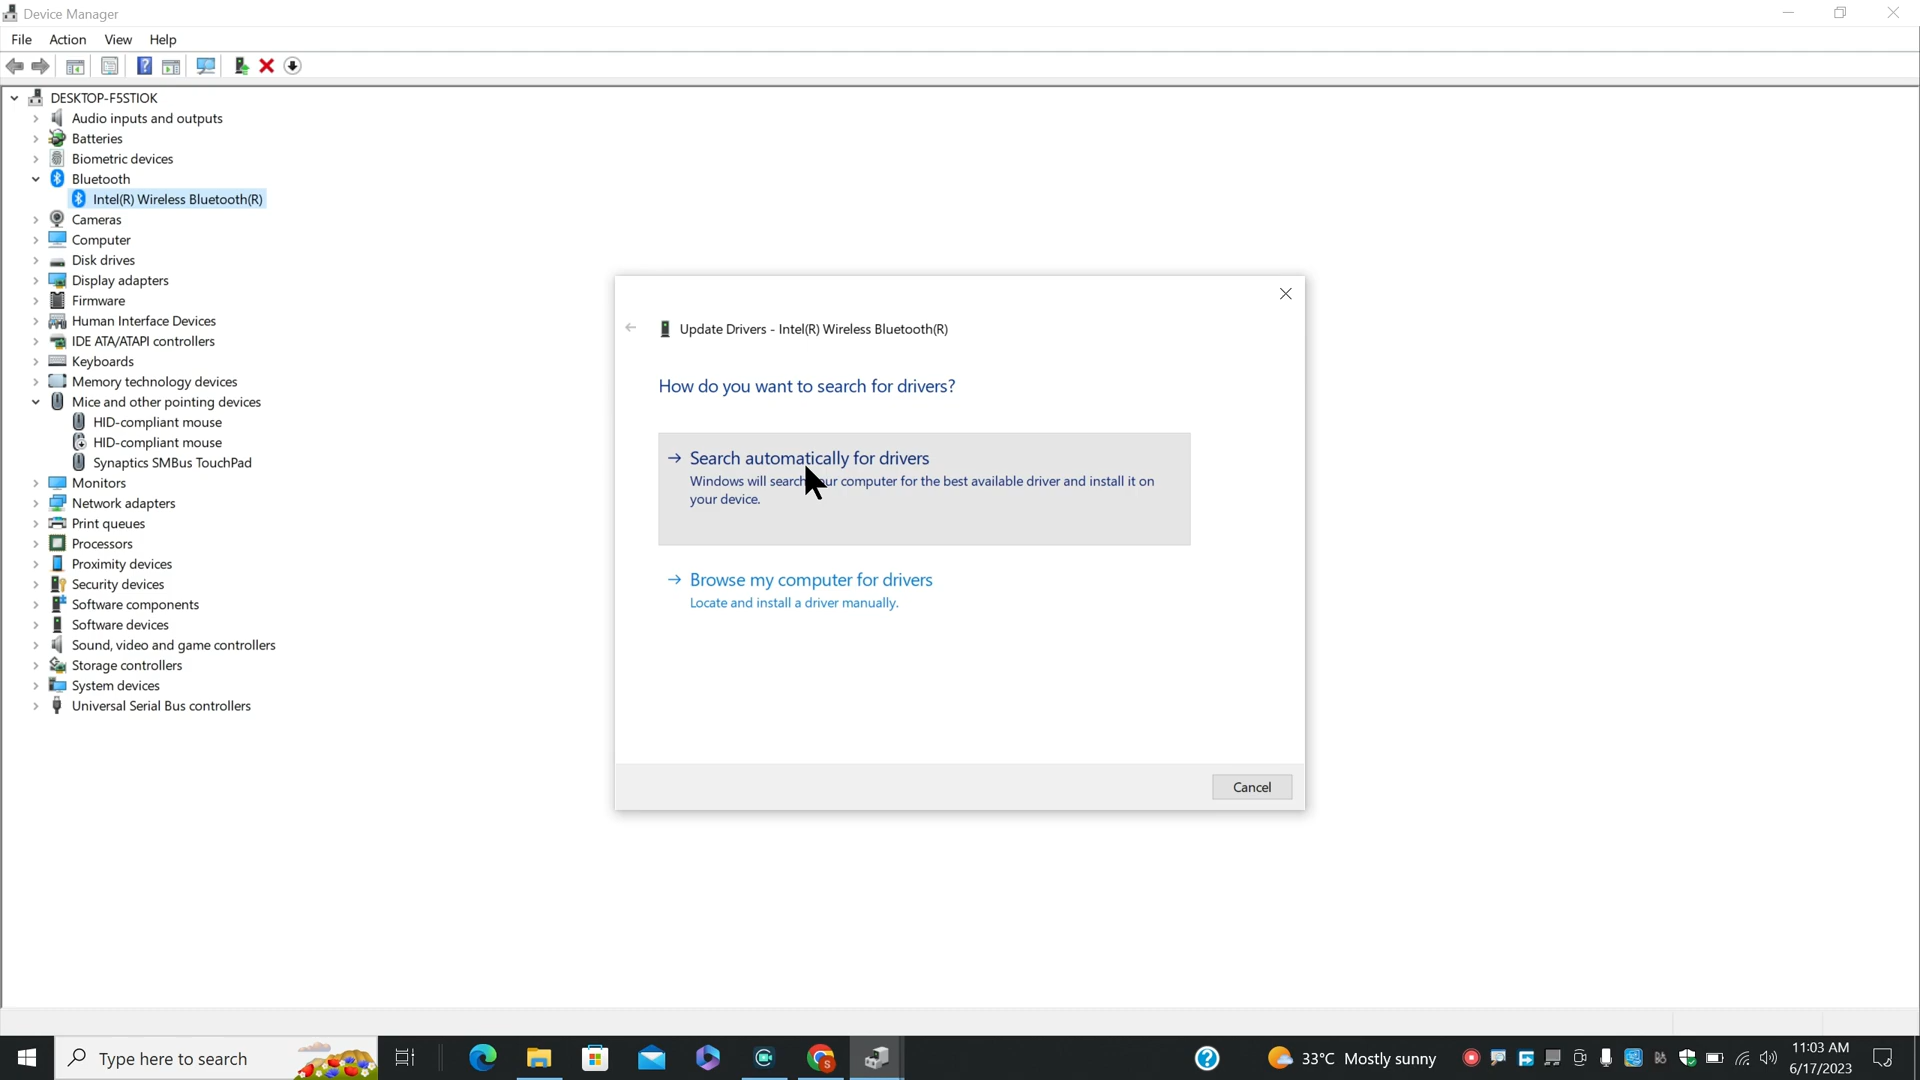 Device Manager
File Action View Help
DESKTOP-F5STIOK
Audio inputs and outputs
Batteries
Biometric devices
Bluetooth
Intel(R) Wireless Bluetooth(R)
Cameras
Computer
Disk drives
Display adapters
Firmware
Human Interface Devices
IDE ATA/ATAPI controllers
Keyboards
Memory technology devices
Mice and other pointing devices
HID-compliant mouse
HID-compliant mouse
Synaptics SMBus TouchPad
Monitors
Network adapters
Print queues
Processors
Proximity devices
Security devices
Software components
Software devices
Sound, video and game controllers
Storage controllers
System devices
Universal Serial Bus controllers
Update Drivers - Intel(R) Wireless Bluetooth(R)
How do you want to search for drivers?
Search automatically for drivers
Windows will search your computer for the best available driver and install it on
your device.
Browse my computer for drivers
Locate and install a driver manually.
Cancel
Type here to search
33°C Mostly sunny
11:03 AM
6/17/2023